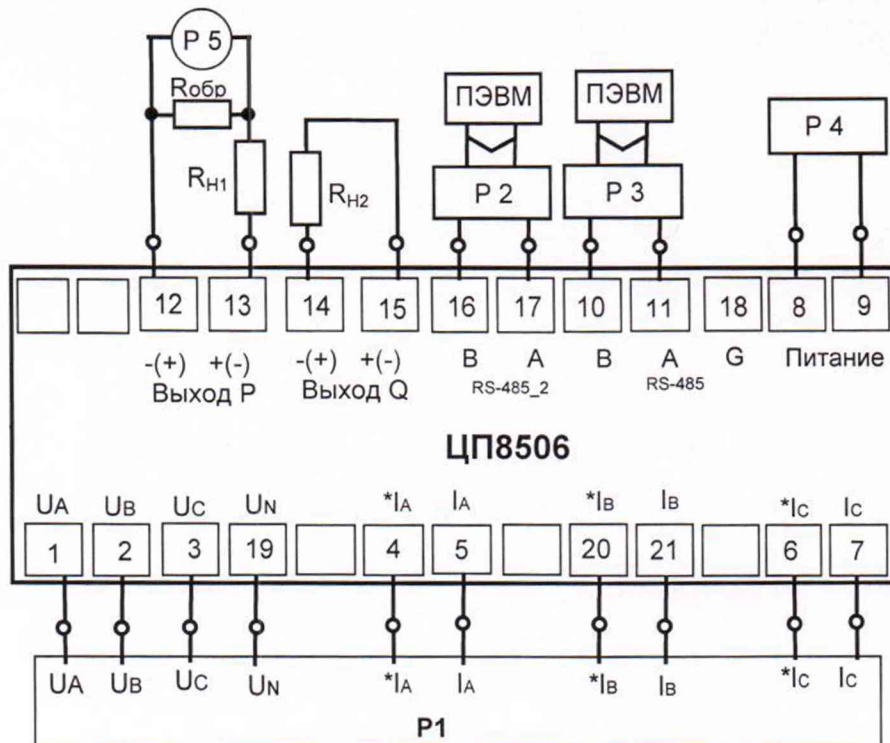 P 5
Rобр
RН1
RН2
ПЭВМ ПЭВМ
P 2 P 3 P 4
12 13 14 15 16 17 10 11 18 8 9
-(+) +(-) -(+) +(-) B A B A G Питание
Выход P Выход Q RS-485_2 RS-485
ЦП8506
UA UB UC UN *IA IA *IB IB *IC IC
1 2 3 19 4 5 20 21 6 7
UA UB UC UN *IA IA *IB IB *IC IC
P1